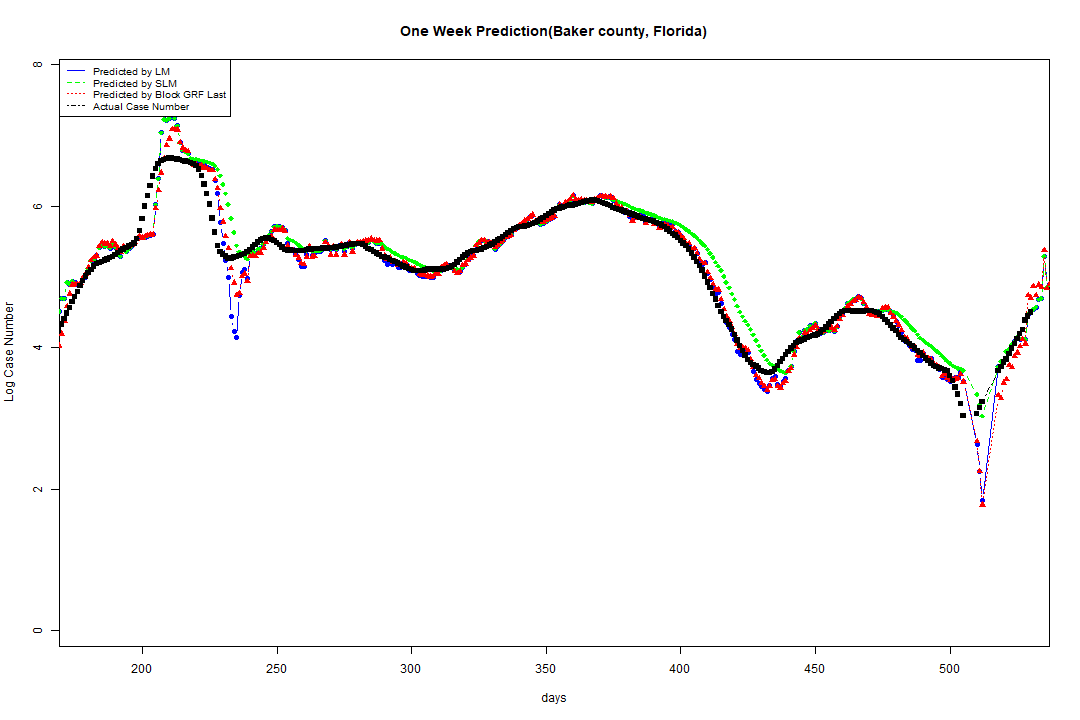 One Week Prediction(Baker county, Florida)
Predicted by LM
Predicted by SLM
Predicted by Block GRF Last
Actual Case Number
8
6
4
2
0
Log Case Number
200 250 300 350 400 450 500
days